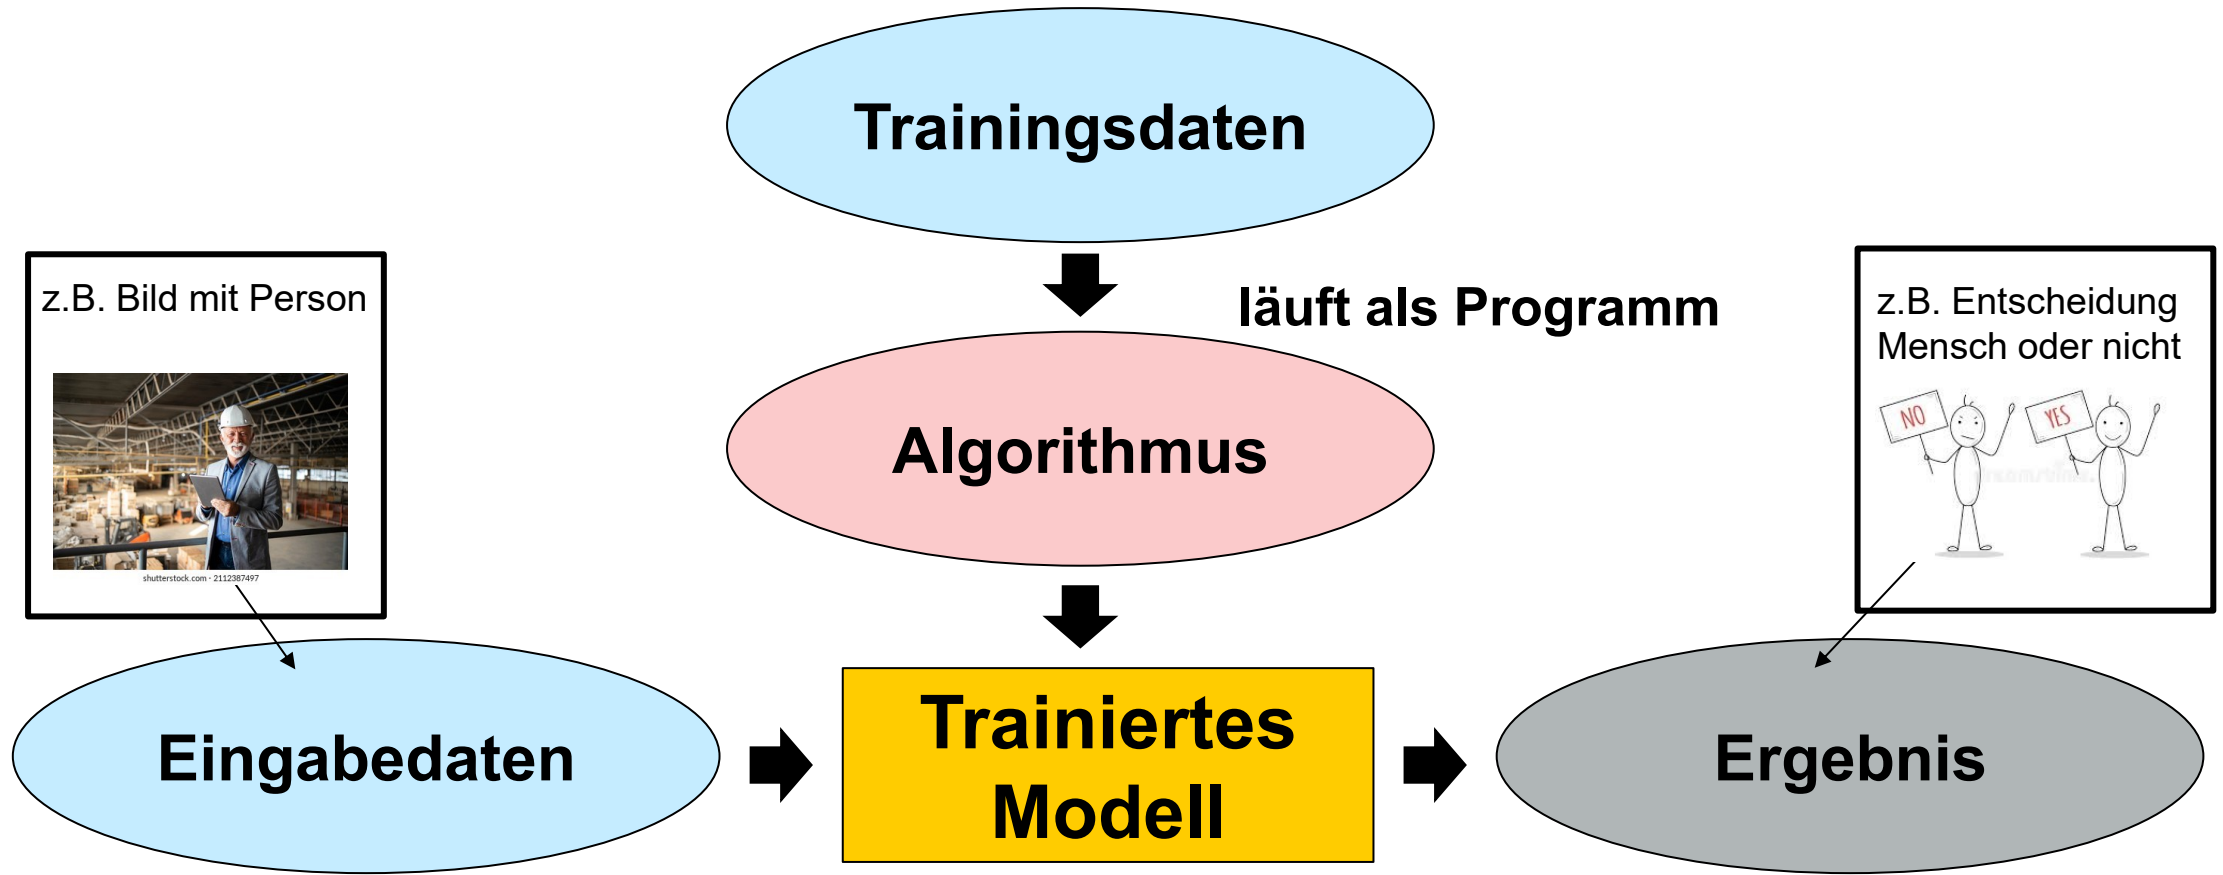 Trainingsdaten
z.B. Bild mit Person
läuft als Programm
z.B. Entscheidung
Mensch oder nicht
NO
YES
Algorithmus
shutterstock.com · 2112387497
Eingabedaten
Trainiertes
Modell
Ergebnis